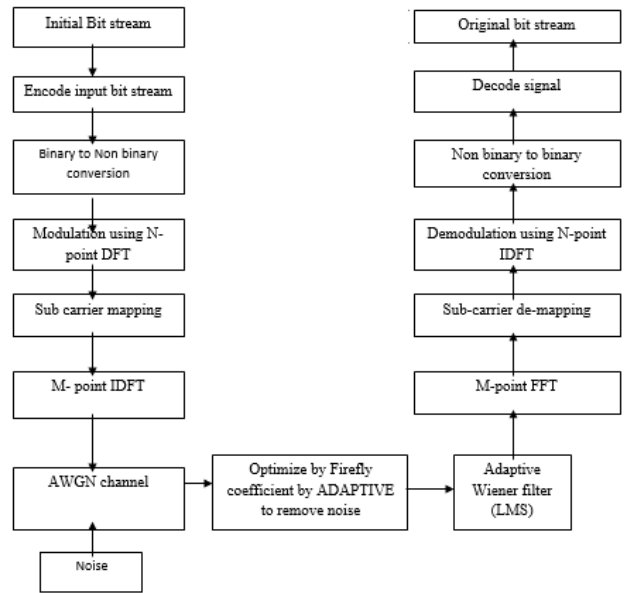 Initial Bit stream
Encode input bit stream
Binary to Non binary
conversion
Modulation using N-
point DFT
Sub carrier mapping
M- point IDFT
AWGN channel
Noise
Optimize by Firefly
coefficient by ADAPTIVE
to remove noise
Adaptive
Wiener filter
(LMS)
M-point FFT
Sub-carrier de-mapping
Demodulation using N-point
IDFT
Non binary to binary
conversion
Decode signal
Original bit stream